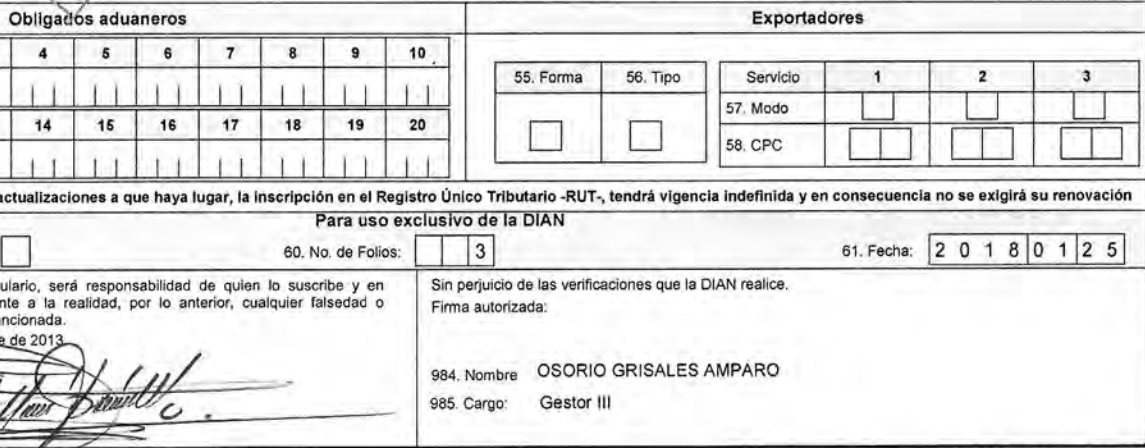 Obligados aduaneros
Exportadores
4 5 6 7 8 9 10
14 15 16 17 18 19 20
55. Forma 56. Tipo
Servicio 1 2 3
57. Modo
58. CPC
actualizaciones a que haya lugar, la inscripción en el Registro Único Tributario -RUT-, tendrá vigencia indefinida y en consecuencia no se exigirá su renovación
Para uso exclusivo de la DIAN
60. No. de Folios: 3
61. Fecha: 2 0 1 8 0 1 2 5
ulario, será responsabilidad de quien lo suscribe y en
nte a la realidad, por lo anterior, cualquier falsedad o
ncionada.
e de 2013
Sin perjuicio de las verificaciones que la DIAN realice.
Firma autorizada:
984. Nombre OSORIO GRISALES AMPARO
985. Cargo: Gestor III